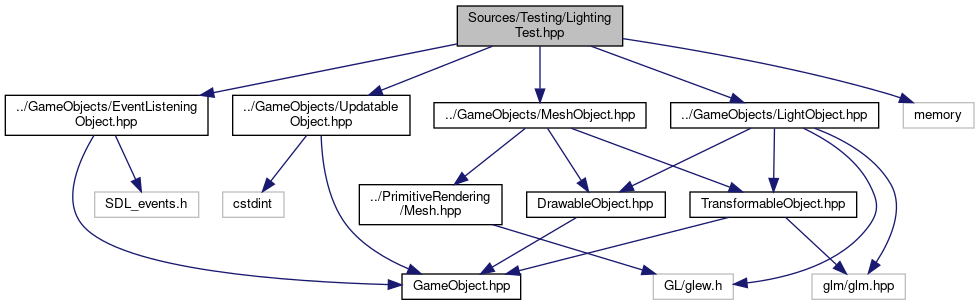 Sources/Testing/Lighting
Test.hpp
../GameObjects/EventListening
Object.hpp
../GameObjects/Updatable
Object.hpp
../GameObjects/MeshObject.hpp
../GameObjects/LightObject.hpp
memory
SDL_events.h
cstdint
../PrimitiveRendering
/Mesh.hpp
DrawableObject.hpp
TransformableObject.hpp
GameObject.hpp
GL/glew.h
glm/glm.hpp